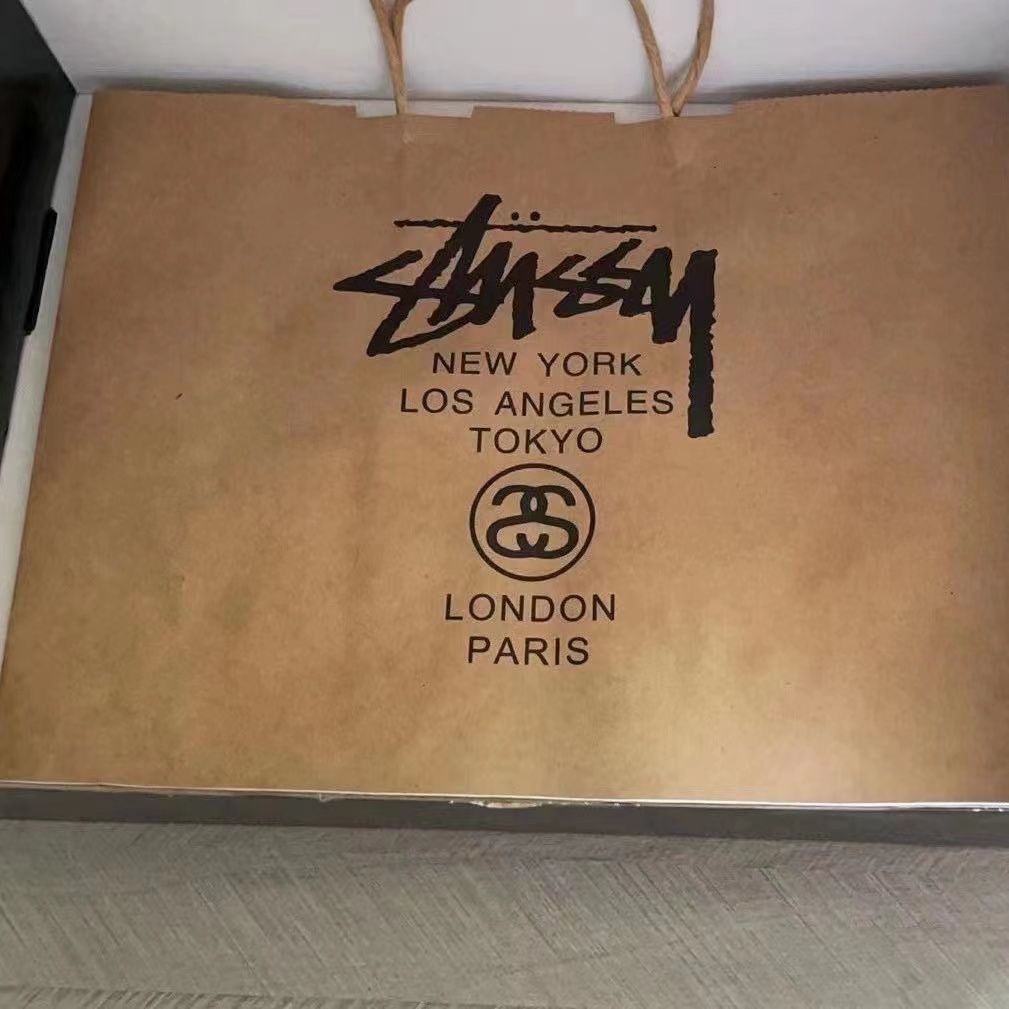 Stüssy
NEW YORK
LOS ANGELES
TOKYO
LONDON
PARIS